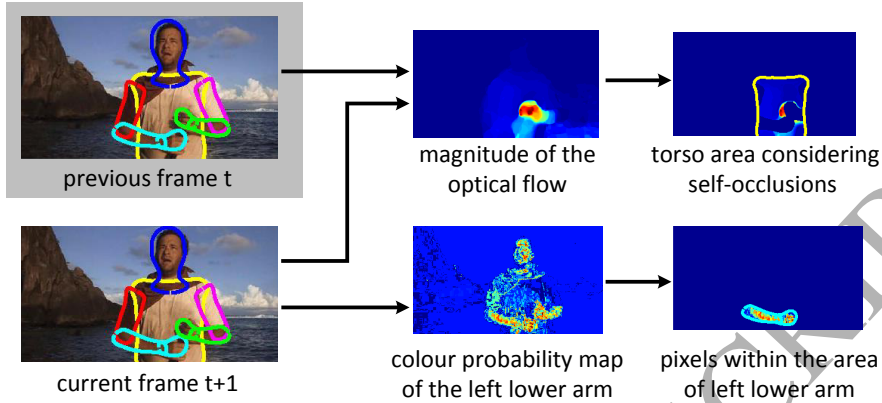 previous frame t
magnitude of the
optical flow
torso area considering
self-occlusions
current frame t+1
colour probability map
of the left lower arm
pixels within the area
of left lower arm
CRIP